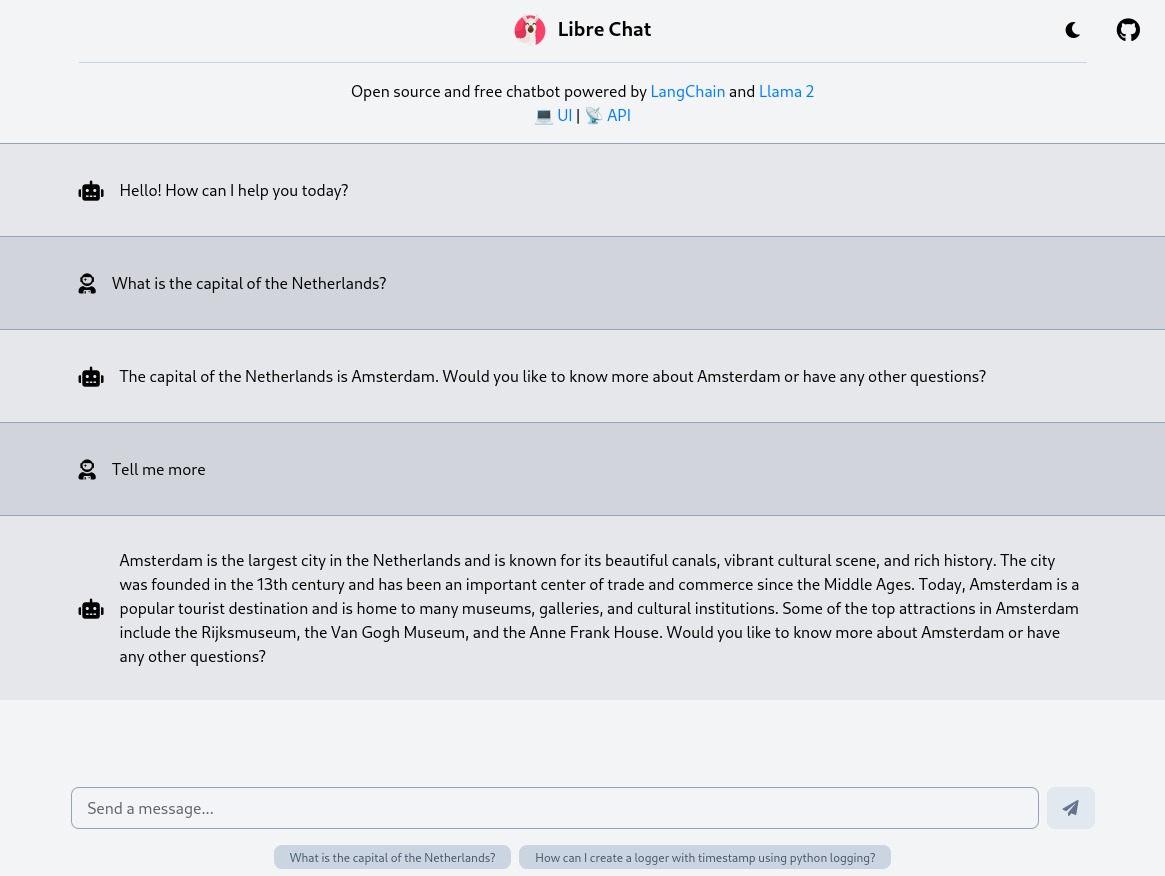 Libre Chat
Open source and free chatbot powered by LangChain and Llama 2
💻 UI | 📡 API
Hello! How can I help you today?
What is the capital of the Netherlands?
The capital of the Netherlands is Amsterdam. Would you like to know more about Amsterdam or have any other questions?
Tell me more
Amsterdam is the largest city in the Netherlands and is known for its beautiful canals, vibrant cultural scene, and rich history. The city
was founded in the 13th century and has been an important center of trade and commerce since the Middle Ages. Today, Amsterdam is a
popular tourist destination and is home to many museums, galleries, and cultural institutions. Some of the top attractions in Amsterdam
include the Rijksmuseum, the Van Gogh Museum, and the Anne Frank House. Would you like to know more about Amsterdam or have
any other questions?
Send a message...
What is the capital of the Netherlands?
How can I create a logger with timestamp using python logging?